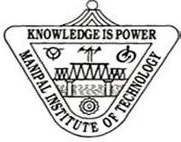 KNOWLEDGE IS POWER
MANIPAL INSTITUTE OF TECHNOLOGY